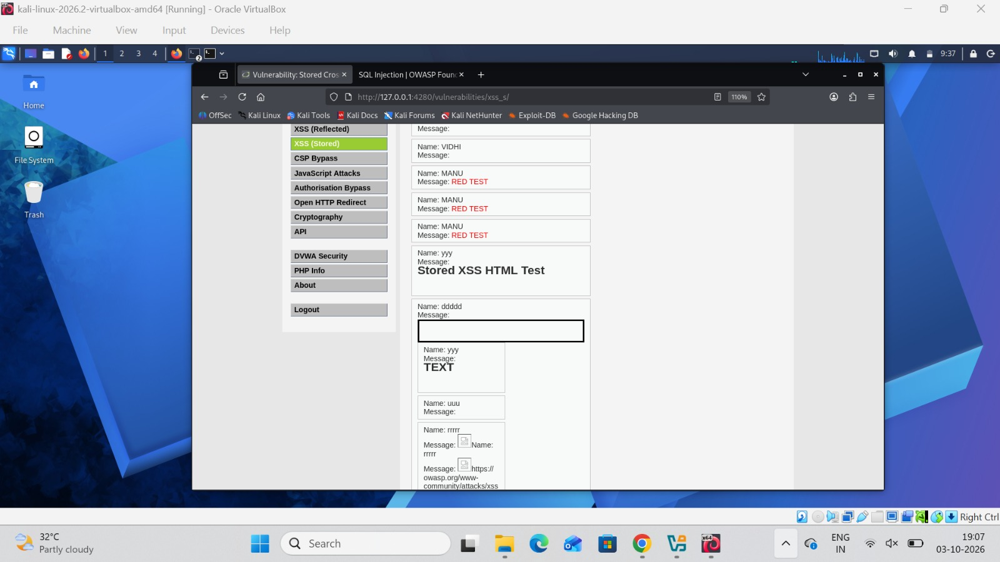 kali-linux-2026.2-virtualbox-amd64 [Running] - Oracle VirtualBox
File Machine View Input Devices Help
1 2 3 4 2 9:37
Home
File System
Trash
Vulnerability: Stored Cros SQL Injection | OWASP Foun
http://127.0.0.1:4280/vulnerabilities/xss_s/ 110%
OffSec Kali Linux Kali Tools Kali Docs Kali Forums Kali NetHunter Exploit-DB Google Hacking DB
XSS (Reflected)
XSS (Stored)
CSP Bypass
JavaScript Attacks
Authorisation Bypass
Open HTTP Redirect
Cryptography
API
DVWA Security
PHP Info
About
Logout
Message:
Name: VIDHI
Message:
Name: MANU
Message: RED TEST
Name: MANU
Message: RED TEST
Name: MANU
Message: RED TEST
Name: yyy
Message:
Stored XSS HTML Test
Name: ddddd
Message:
Name: yyy
Message:
TEXT
Name: uuu
Message:
Name: rrrrr
Message: Name:
rrrrr
Message: https://
owasp.org/www-
community/attacks/xss
Right Ctrl
32°C
Partly cloudy
Search
x64
ENG
IN
19:07
03-10-2026